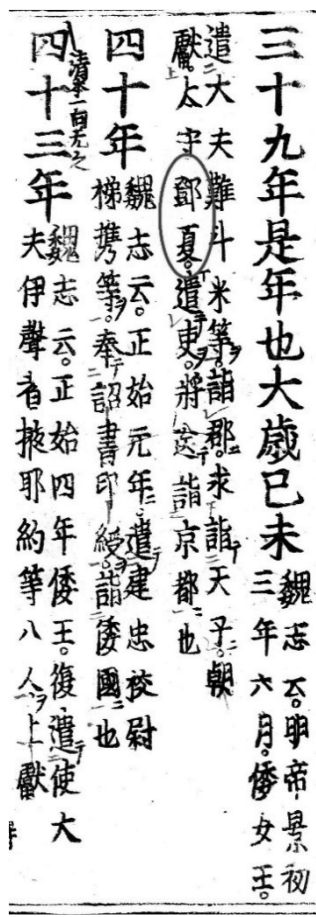 三十九年是年也大歳己未
魏志云。明帝景初
三年六月。倭女王。
遣大夫難斗米等。詣郡。求詣天子。朝
獻。太守鄧夏。遣吏。將送詣京都也
四十年
魏志云。正始元年。遣建忠校尉
梯携等。奉詔書印綬。詣倭國也
四十三年
魏志云。正始四年倭王。復遣使大
夫伊聲者掖耶約等八人上獻